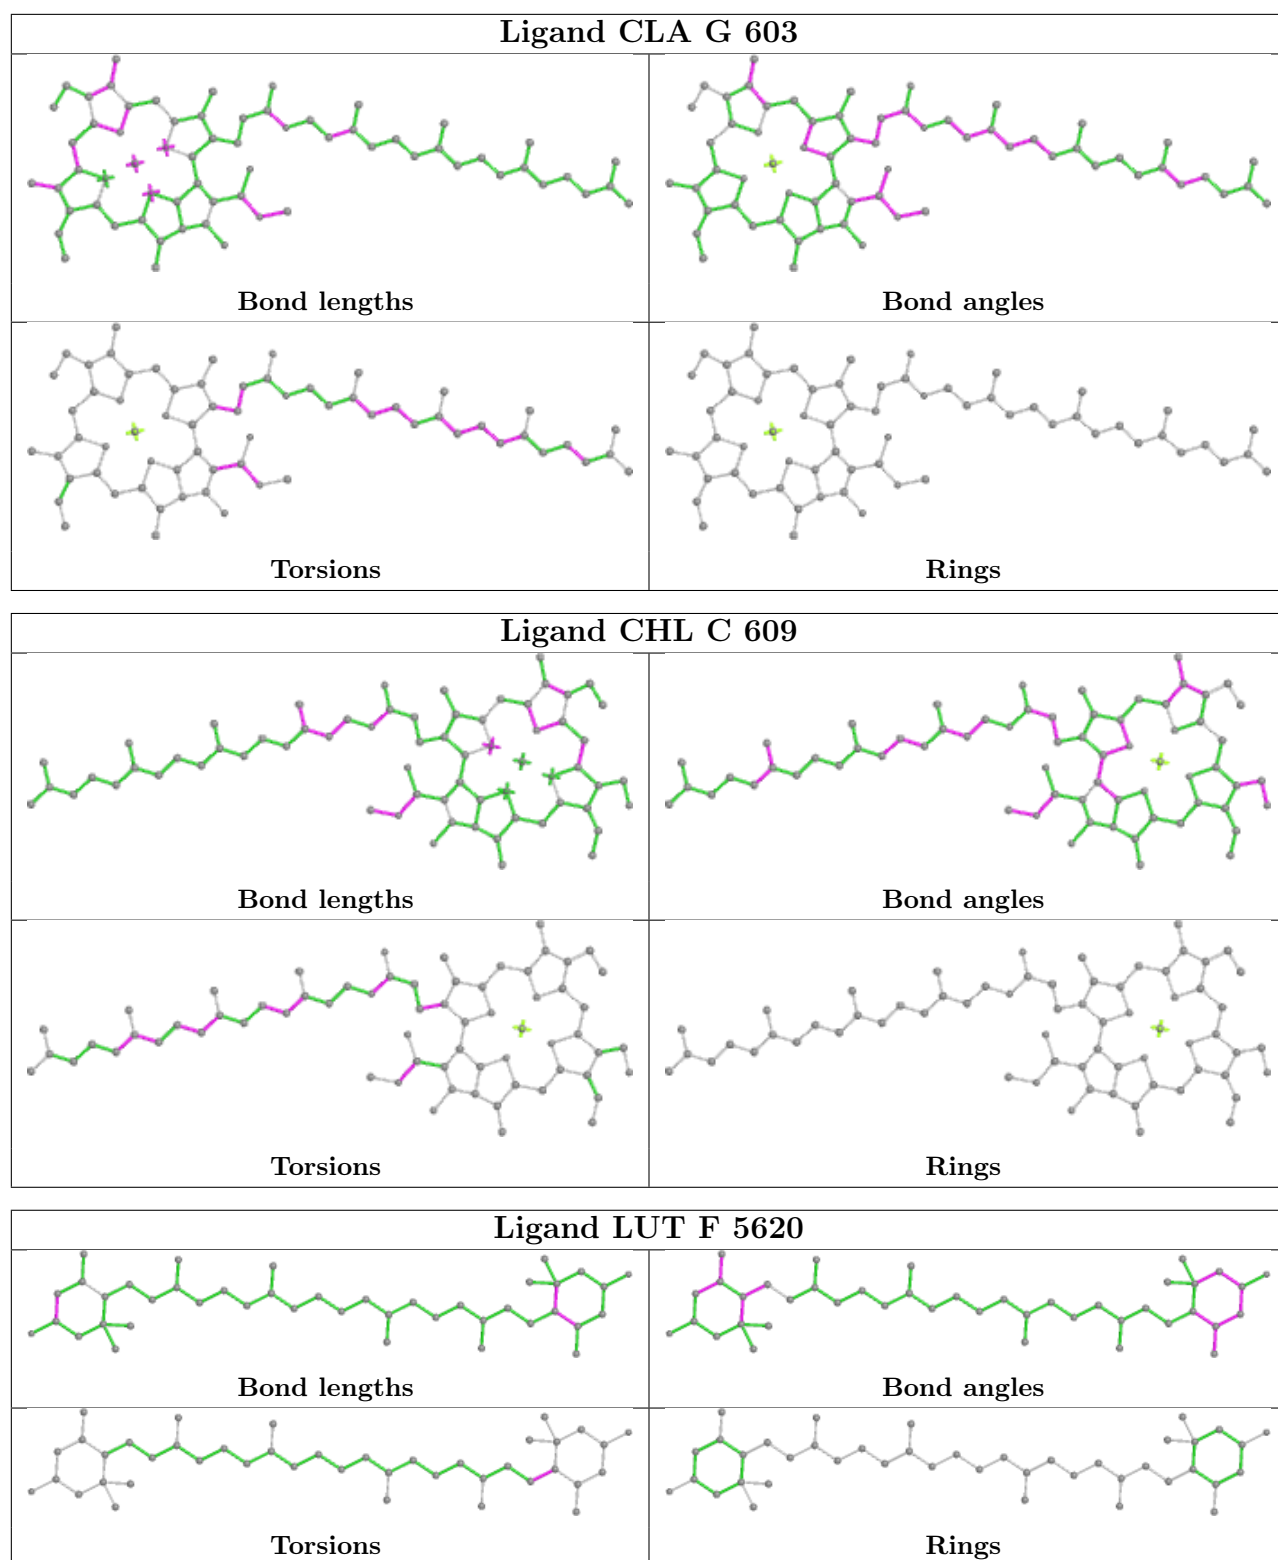 Ligand CLA G 603
Bond lengths
Bond angles
Torsions
Rings
Ligand CHL C 609
Bond lengths
Bond angles
Torsions
Rings
Ligand LUT F 5620
Bond lengths
Bond angles
Torsions
Rings